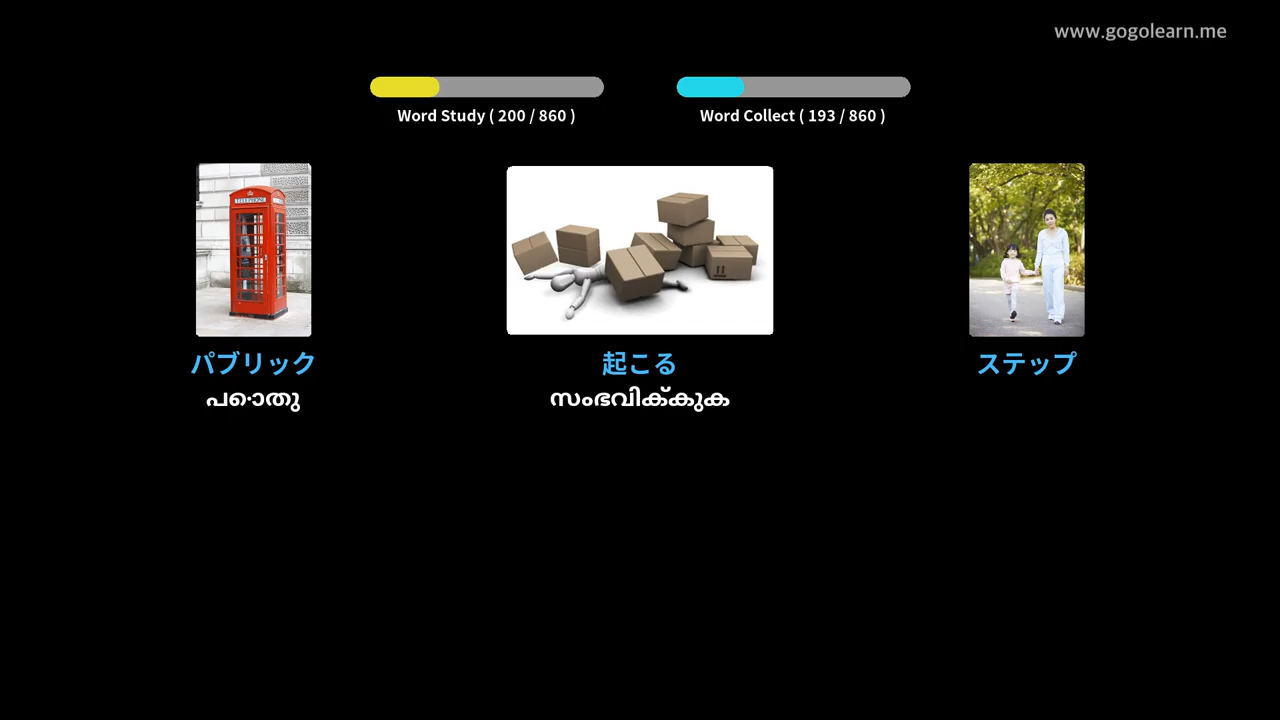 www.gogolearn.me
Word Study ( 200 / 860 )
Word Collect ( 193 / 860 )
TELEPHONE
パブリック
起こる
ステップ
പൊതു
സംഭവിക്കുക